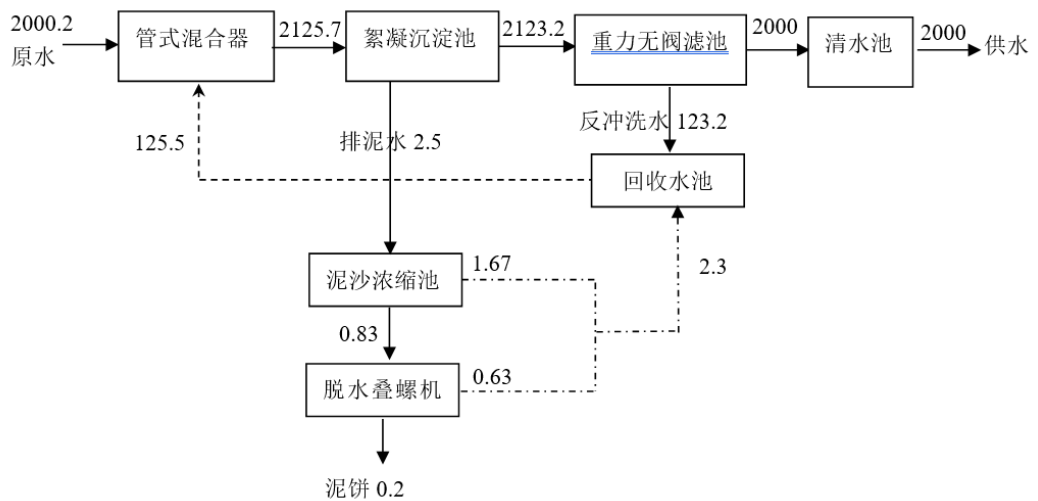 2000.2
原水
管式混合器
2125.7
絮凝沉淀池
2123.2
重力无阀滤池
2000
清水池
2000
供水
125.5
排泥水 2.5
反冲洗水 123.2
回收水池
泥沙浓缩池
1.67
2.3
0.83
脱水叠螺机
0.63
泥饼 0.2